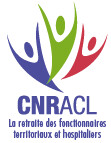 CNRACL
La retraite des fonctionnaires
territoriaux et hospitaliers